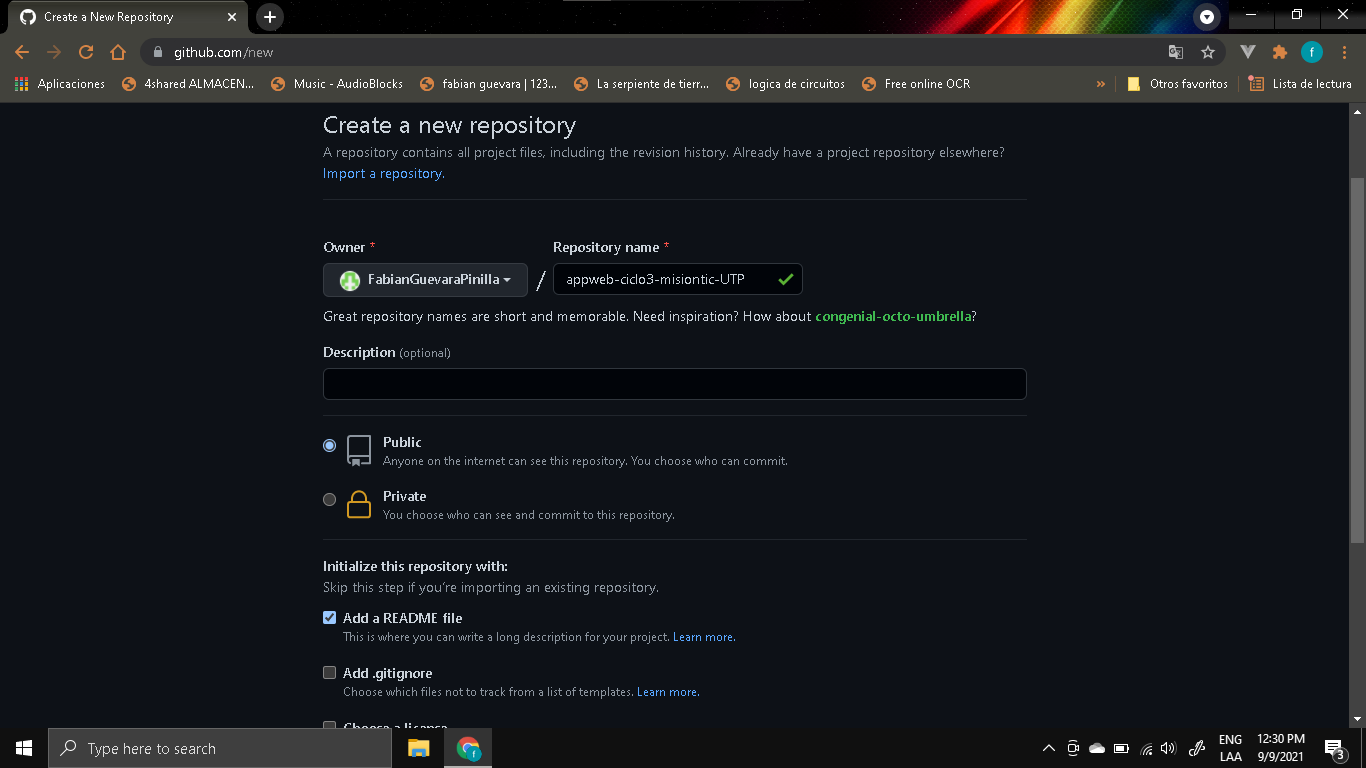 Create a New Repository
github.com/new
Aplicaciones 4shared ALMACEN... Music - AudioBlocks fabian guevara | 123... La serpiente de tierr... logica de circuitos Free online OCR » Otros favoritos Lista de lectura
Create a new repository
A repository contains all project files, including the revision history. Already have a project repository elsewhere?
Import a repository.
Owner * Repository name *
FabianGuevaraPinilla / appweb-ciclo3-misiontic-UTP
Great repository names are short and memorable. Need inspiration? How about congenial-octo-umbrella?
Description (optional)
Public
Anyone on the internet can see this repository. You choose who can commit.
Private
You choose who can see and commit to this repository.
Initialize this repository with:
Skip this step if you're importing an existing repository.
Add a README file
This is where you can write a long description for your project. Learn more.
Add .gitignore
Choose which files not to track from a list of templates. Learn more.
Choose a license
Type here to search
ENG 12:30 PM
LAA 9/9/2021 3